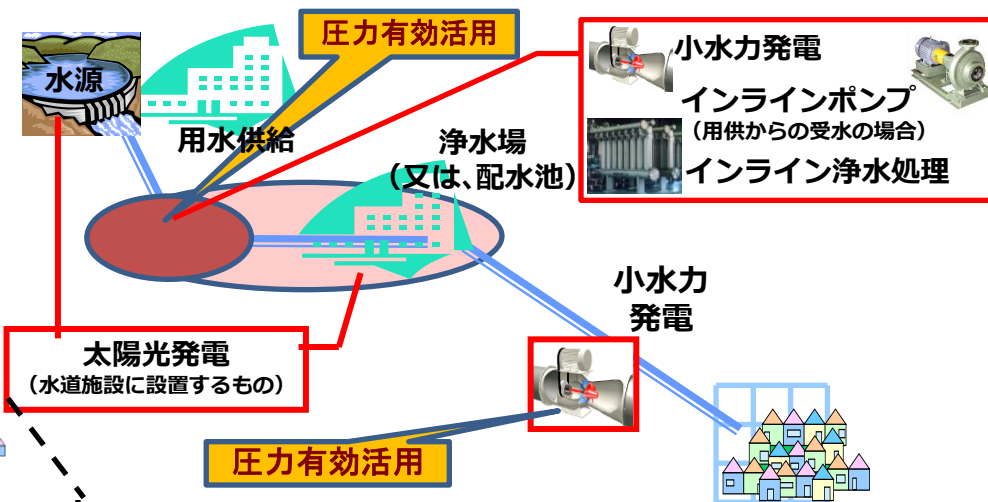 圧力有効活用
水源
用水供給
小水力発電
インラインポンプ
(用供からの受水の場合)
インライン浄水処理
浄水場
(又は、配水池)
小水力
発電
太陽光発電
(水道施設に設置するもの)
圧力有効活用